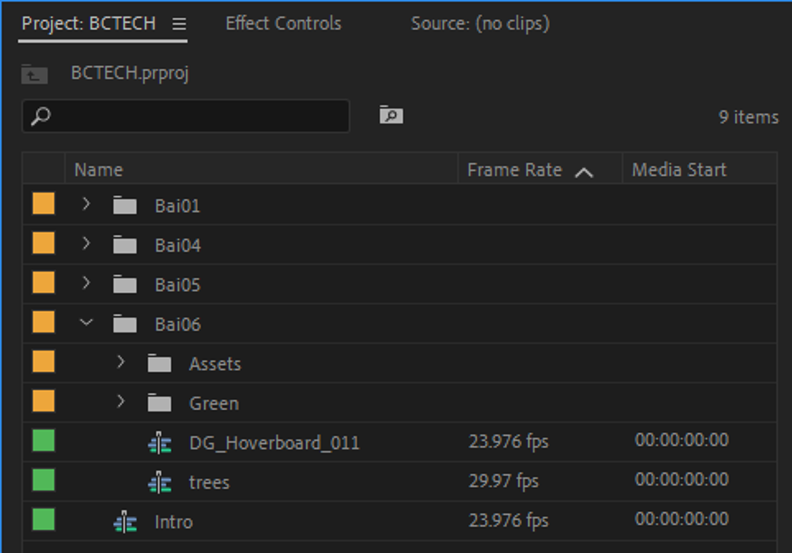 Project: BCTECH Effect Controls Source: (no clips)
BCTECH.prproj
9 items
Name Frame Rate Media Start
Bai01
Bai04
Bai05
Bai06
Assets
Green
DG_Hoverboard_011 23.976 fps 00:00:00:00
trees 29.97 fps 00:00:00:00
Intro 23.976 fps 00:00:00:00